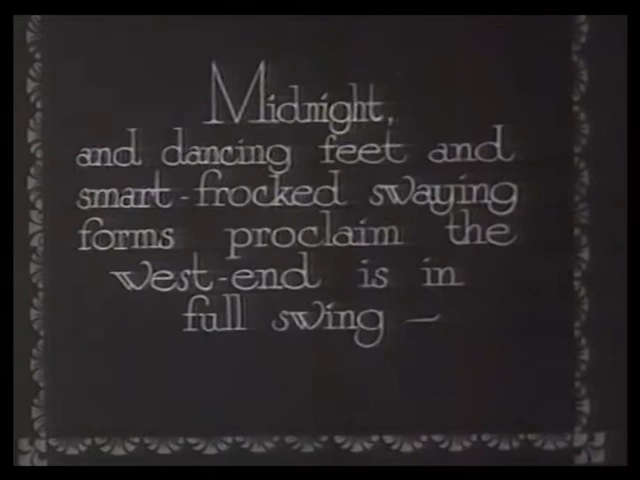 Midnight,
and dancing feet and
smart-frocked swaying
forms proclaim the
west-end is in
full swing —